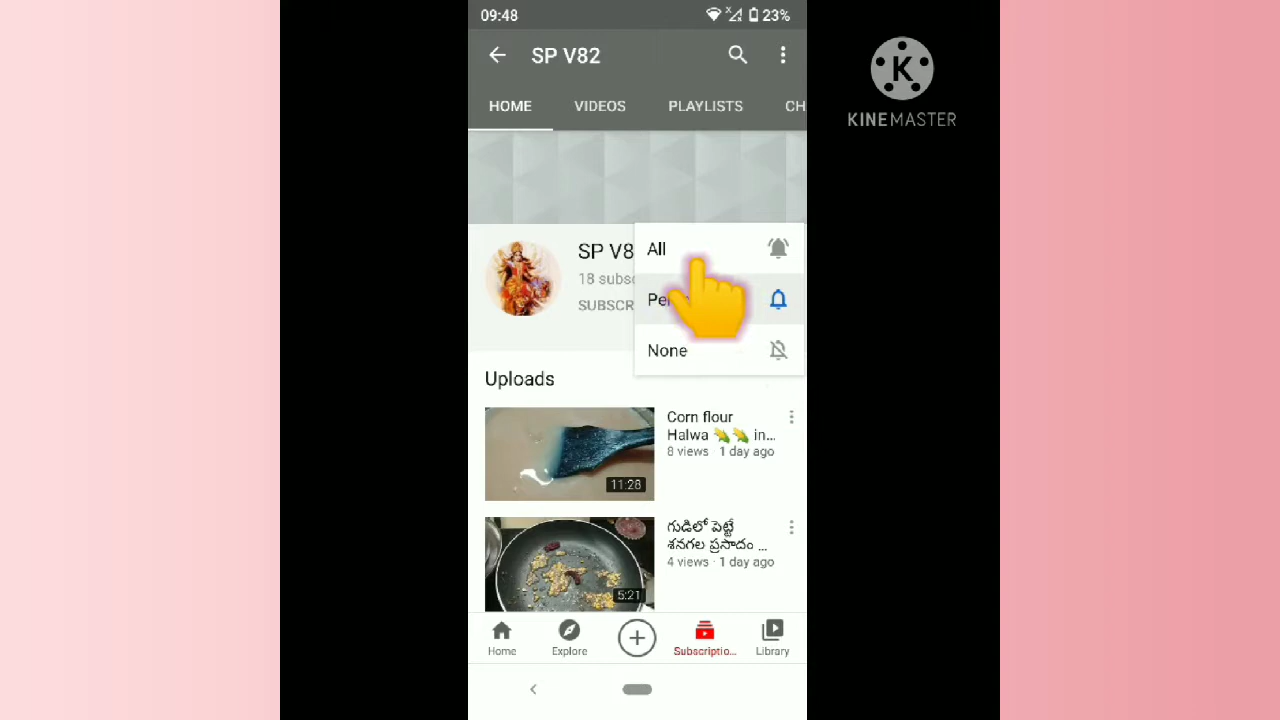 09:48
23%
SP V82
HOME VIDEOS PLAYLISTS CH
SP V8
18 subs
SUBSCR
All
Pe
None
Uploads
Corn flour
Halwa 🌽🌽 in...
8 views · 1 day ago
11:28
గుడిలో పెట్టే
శనగల ప్రసాదం ...
4 views · 1 day ago
5:21
Home Explore Subscriptio... Library
K
KINEMASTER